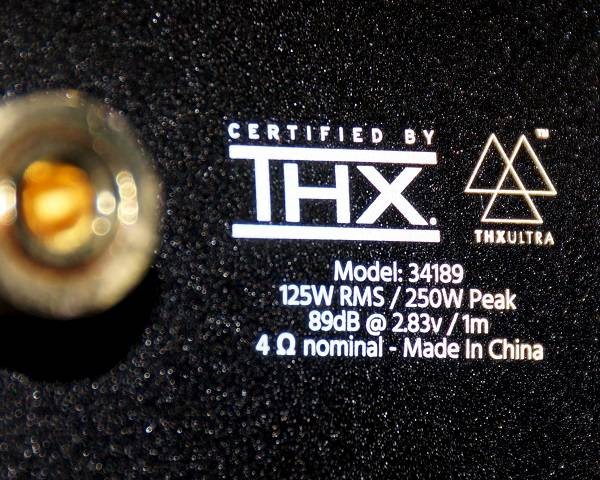 CERTIFIED BY
THX.
TM
THXULTRA
Model: 34189
125W RMS / 250W Peak
89dB @ 2.83v / 1m
4 Ω nominal - Made In China